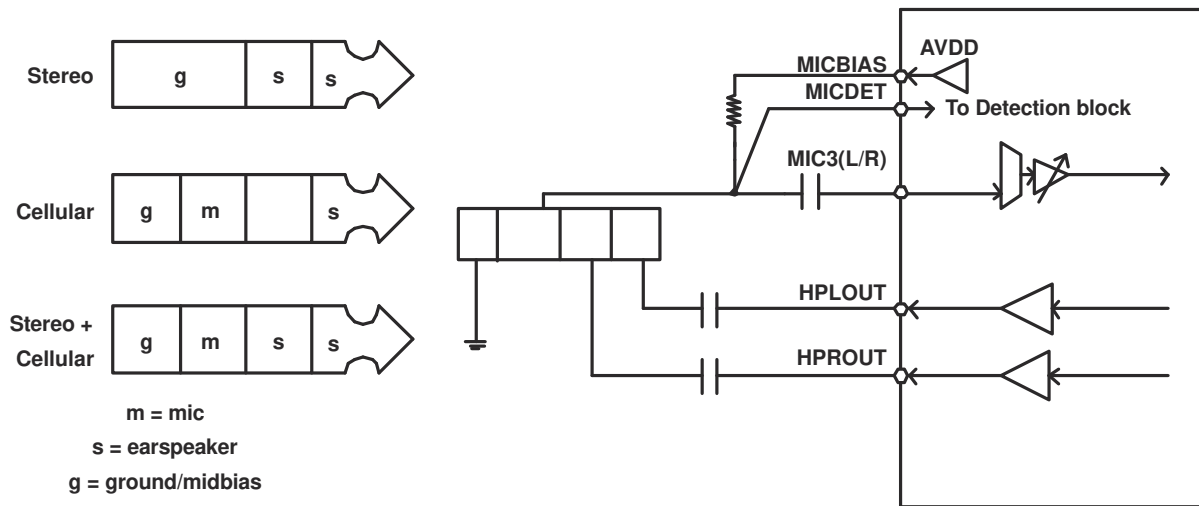 Stereo
g
s
s
Cellular
g
m
s
Stereo +
Cellular
g
m
s
s
m = mic
s = earspeaker
g = ground/midbias
AVDD
MICBIAS
MICDET
To Detection block
MIC3(L/R)
HPLOUT
HPROUT